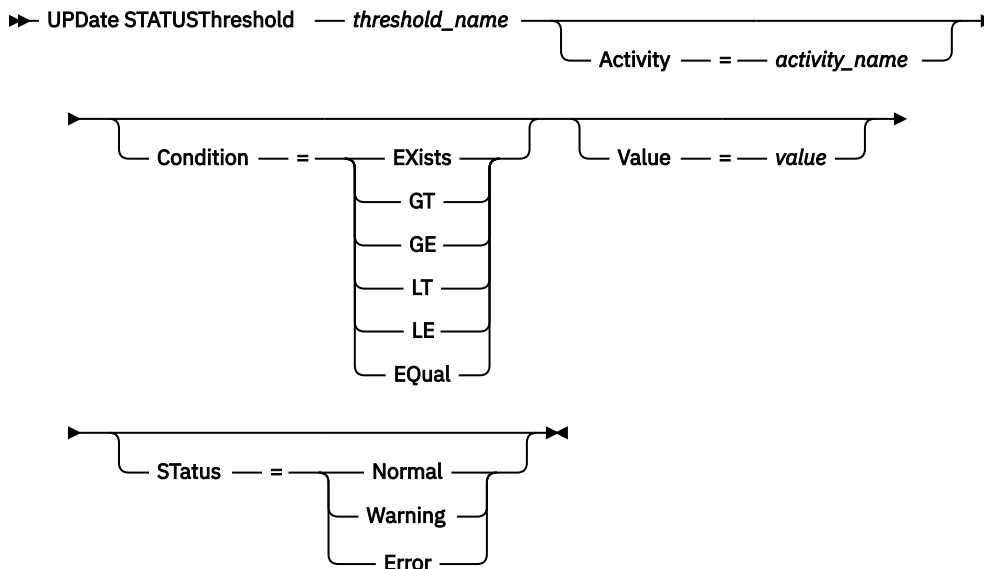 UPDate STATUSThreshold threshold_name
Activity = activity_name
Condition = EXists
Value = value
GT
GE
LT
LE
EQual
STatus = Normal
Warning
Error